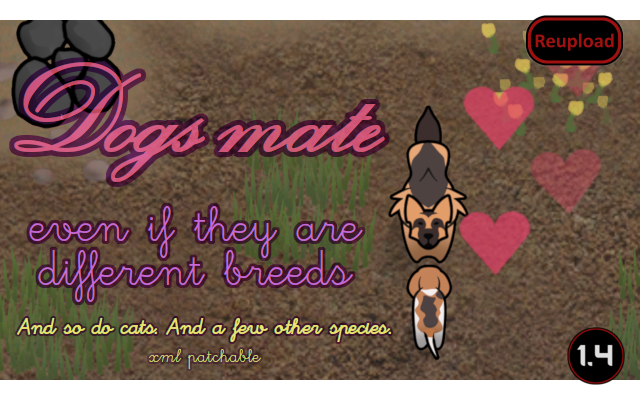 Reupload
Dogs mate
even if they are
different breeds
And so do cats. And a few other species.
xml patchable
1.4